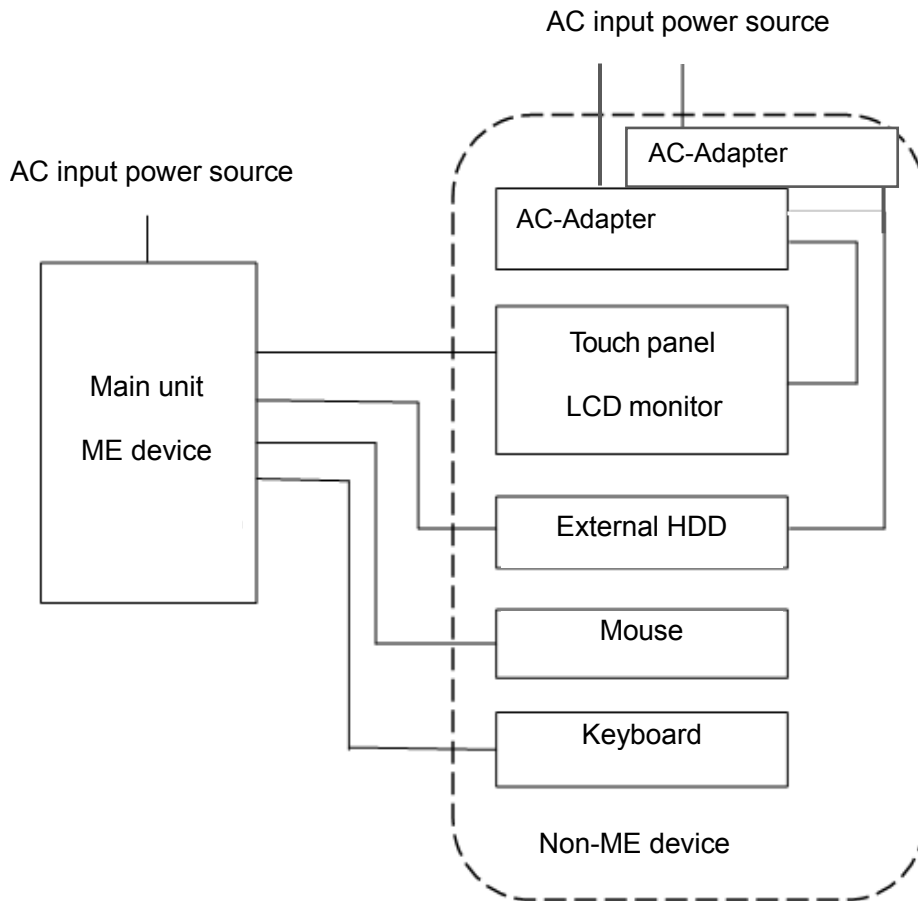 AC input power source
AC-Adapter
AC input power source
AC-Adapter
Touch panel
LCD monitor
Main unit
ME device
External HDD
Mouse
Keyboard
Non-ME device